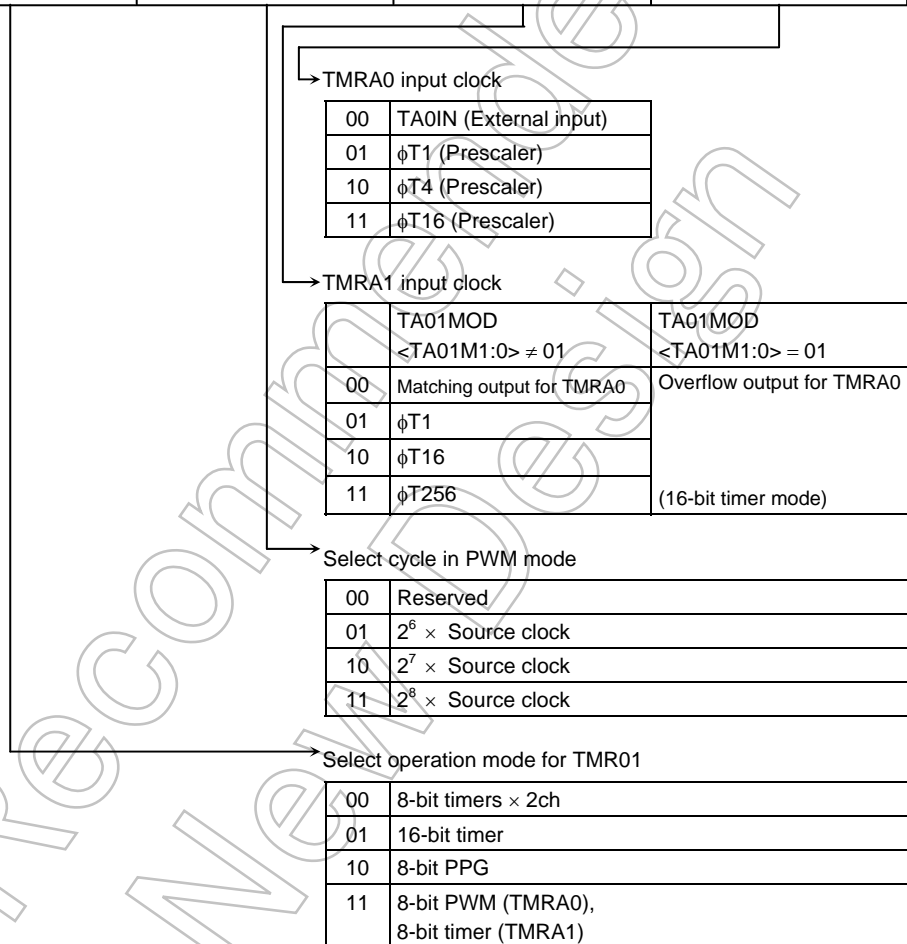 TMRA0 input clock
00 TA0IN (External input)
01 ϕT1 (Prescaler)
10 ϕT4 (Prescaler)
11 ϕT16 (Prescaler)
TMRA1 input clock
TA01MOD TA01MOD
<TA01M1:0> ≠ 01 <TA01M1:0> = 01
00 Matching output for TMRA0 Overflow output for TMRA0
01 ϕT1
10 ϕT16
11 ϕT256 (16-bit timer mode)
Select cycle in PWM mode
00 Reserved
01 2⁶ × Source clock
10 2⁷ × Source clock
11 2⁸ × Source clock
Select operation mode for TMR01
00 8-bit timers × 2ch
01 16-bit timer
10 8-bit PPG
11 8-bit PWM (TMRA0),
8-bit timer (TMRA1)
Recommende
New Design